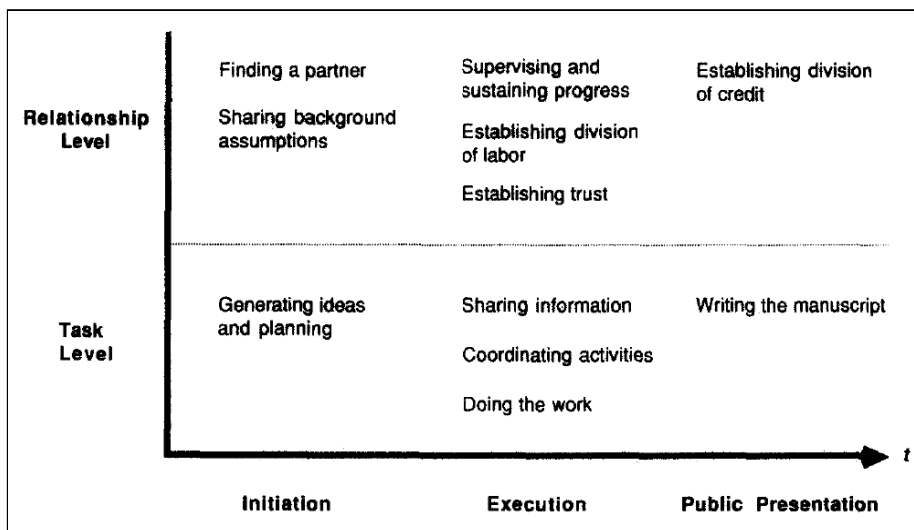 Finding a partner
Sharing background
assumptions
Supervising and
sustaining progress
Establishing division
of labor
Establishing trust
Establishing division
of credit
Relationship
Level
Generating ideas
and planning
Sharing information
Coordinating activities
Doing the work
Writing the manuscript
Task
Level
t
Initiation
Execution
Public Presentation